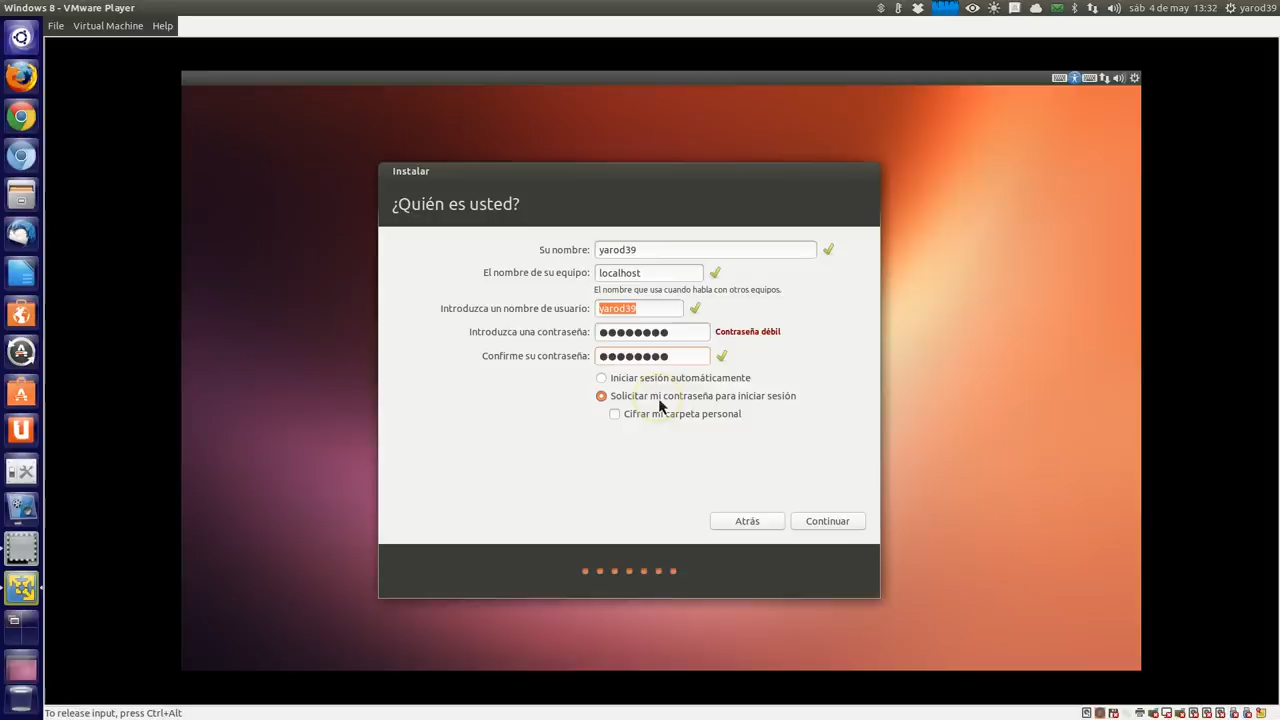 Windows 8 - VMware Player
sáb 4 de may 13:32
yarod39
File Virtual Machine Help
Instalar
¿Quién es usted?
Su nombre: yarod39
El nombre de su equipo: localhost
El nombre que usa cuando habla con otros equipos.
Introduzca un nombre de usuario: yarod39
Introduzca una contraseña: ●●●●●●●● Contraseña débil
Confirme su contraseña: ●●●●●●●●
Iniciar sesión automáticamente
Solicitar mi contraseña para iniciar sesión
Cifrar mi carpeta personal
Atrás Continuar
To release input, press Ctrl+Alt